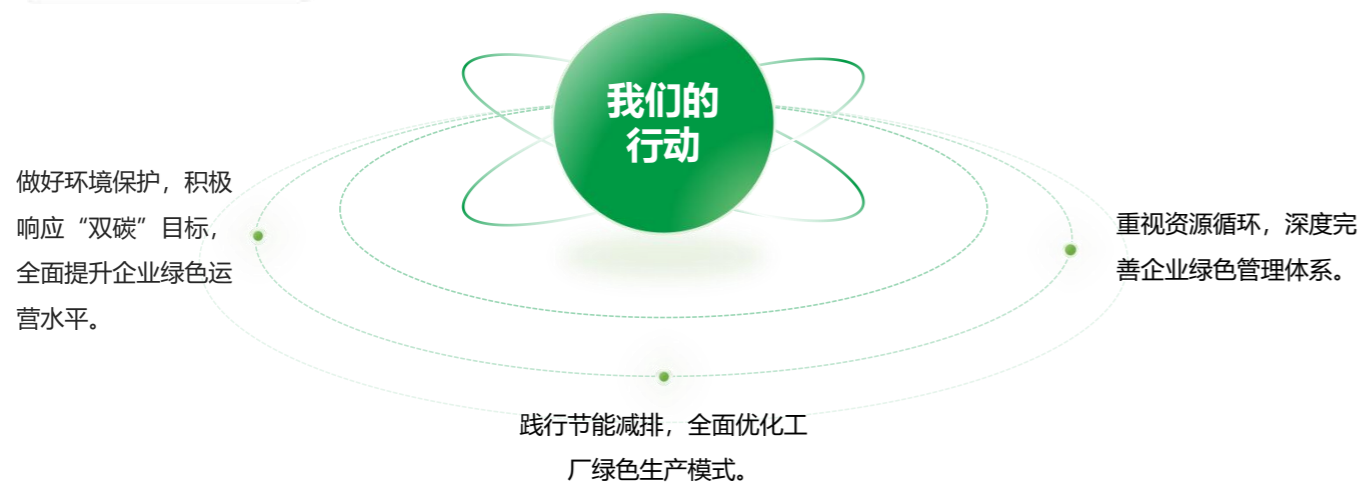 我们的
行动
做好环境保护，积极
响应“双碳”目标，
全面提升企业绿色运
营水平。
践行节能减排，全面优化工
厂绿色生产模式。
重视资源循环，深度完
善企业绿色管理体系。